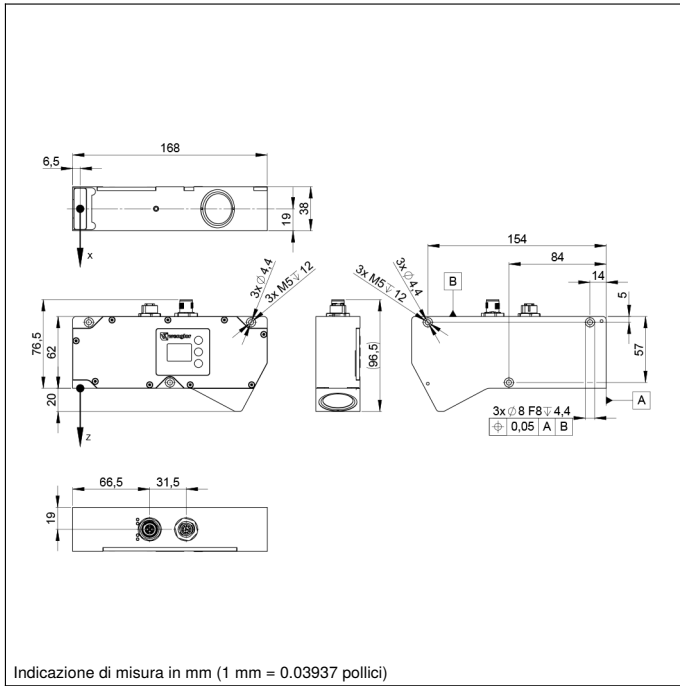 168
6,5
38
19
x
154
84
14
5
3x Ø 4,4
3x M5 ↧ 12
B
3x Ø 4,4
3x M5 ↧ 12
76,5
62
20
wenglor
(96,5)
57
z
A
3x Ø 8 F8 ↧ 4,4
⌖ 0,05 A B
66,5
31,5
19
Indicazione di misura in mm (1 mm = 0.03937 pollici)